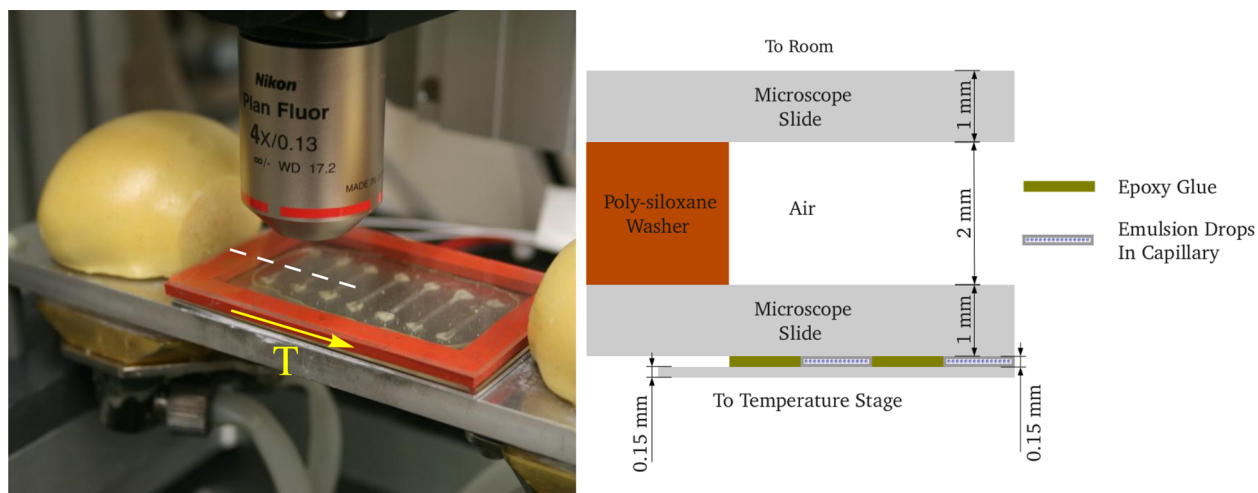 Nikon
Plan Fluor
4X/0.13
∞/- WD 17.2
MADE IN
T
To Room
Microscope
Slide
1 mm
Poly-siloxane
Washer
Air
2 mm
Epoxy Glue
Emulsion Drops
In Capillary
Microscope
Slide
1 mm
To Temperature Stage
0.15 mm
0.15 mm